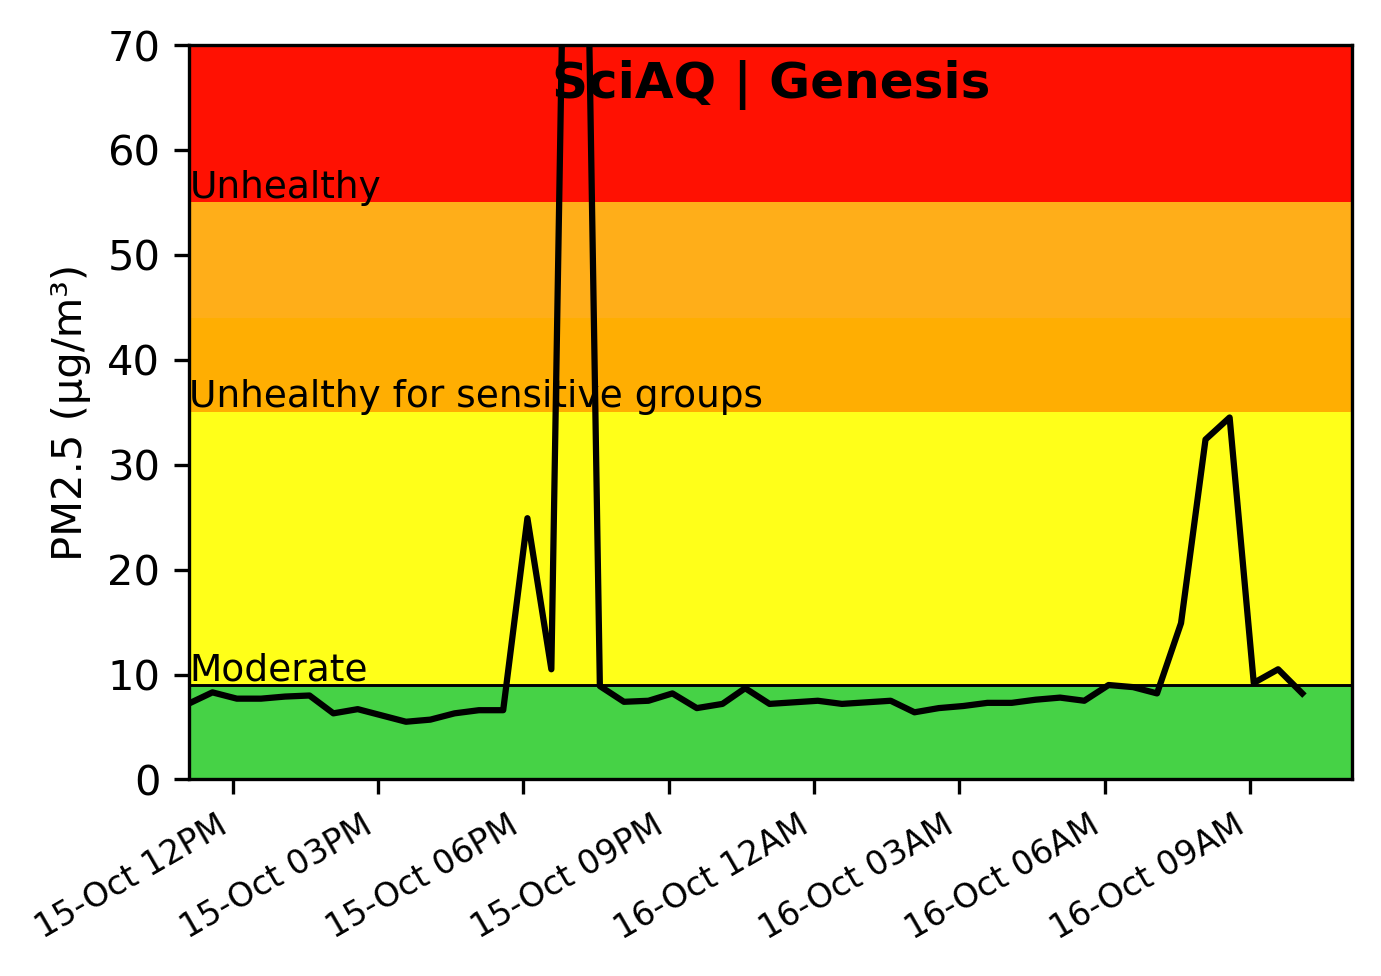 SciAQ | Genesis
PM2.5 (µg/m³)
70
60
50
40
30
20
10
0
Unhealthy
Unhealthy for sensitive groups
Moderate
15-Oct 12PM
15-Oct 03PM
15-Oct 06PM
15-Oct 09PM
16-Oct 12AM
16-Oct 03AM
16-Oct 06AM
16-Oct 09AM